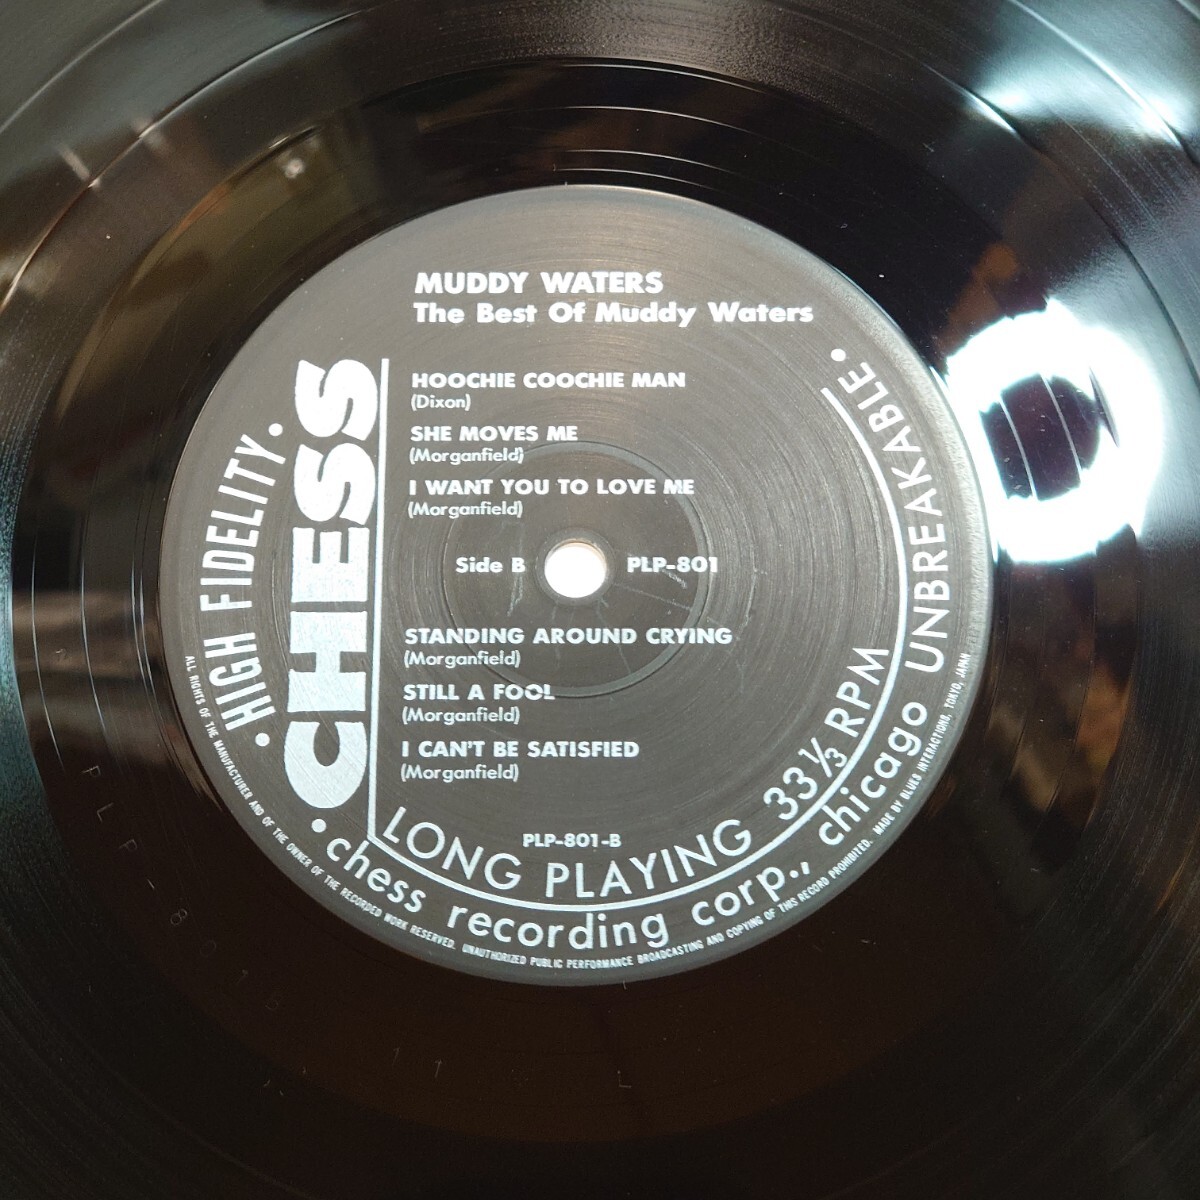 MUDDY WATERS
The Best Of Muddy Waters
HOOCHIE COOCHIE MAN
(Dixon)
SHE MOVES ME
(Morganfield)
I WANT YOU TO LOVE ME
(Morganfield)
Side B
PLP-801
STANDING AROUND CRYING
(Morganfield)
STILL A FOOL
(Morganfield)
I CAN'T BE SATISFIED
(Morganfield)
PLP-801-B
• HIGH FIDELITY •
CHESS
LONG PLAYING 33⅓ RPM
• chess recording corp., chicago UNBREAKABLE •
ALL RIGHTS OF THE MANUFACTURER AND OF THE OWNER OF THE RECORDED WORK RESERVED. UNAUTHORIZED PUBLIC PERFORMANCE BROADCASTING AND COPYING OF THIS RECORD PROHIBITED. MADE BY BLUES INTERACTIONS, TOKYO, JAPAN